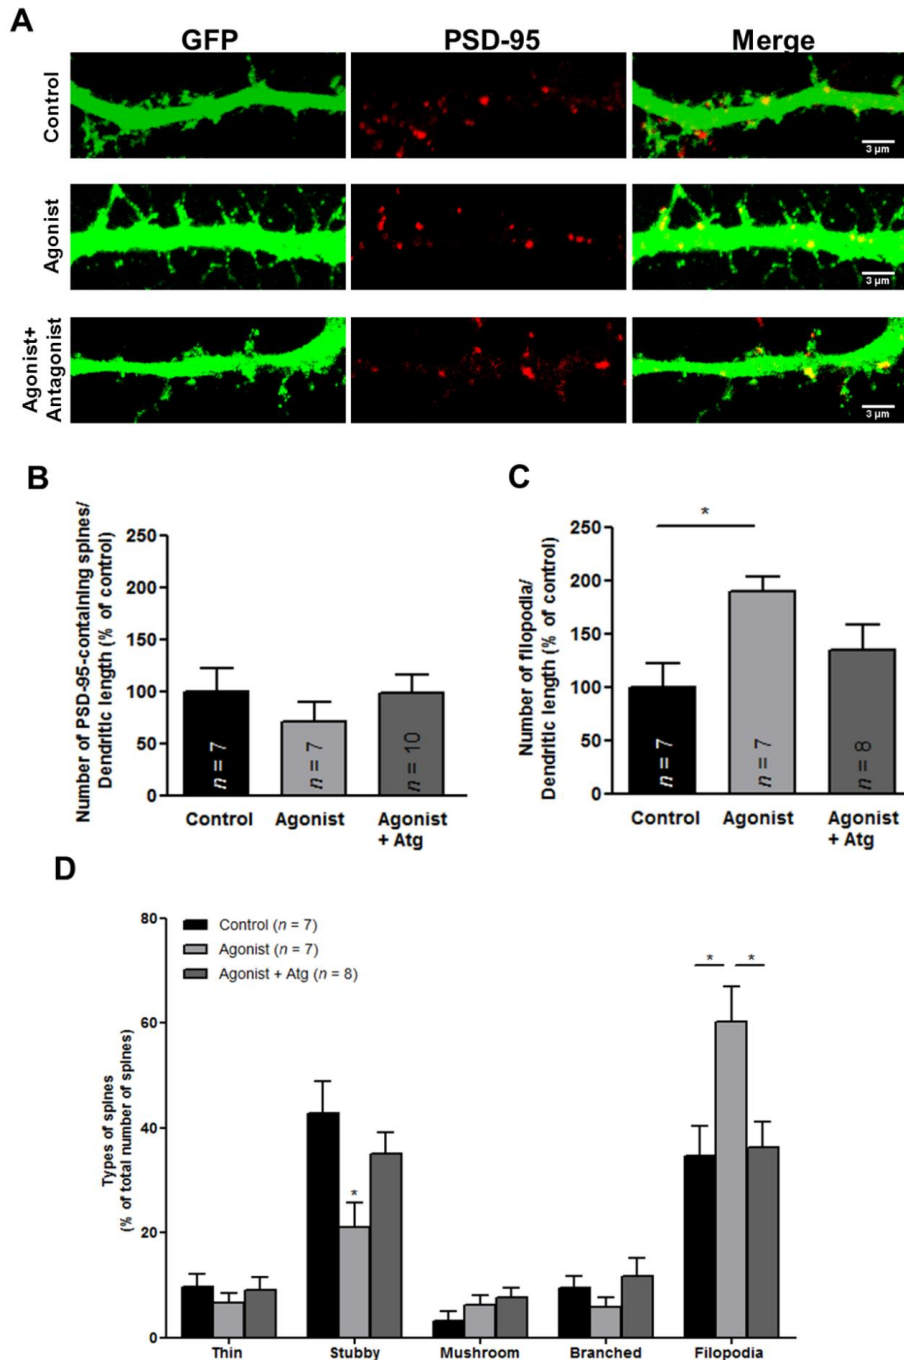 A
GFP PSD-95 Merge
Control
3 µm
Agonist
3 µm
Agonist+
Antagonist
3 µm
B
Number of PSD-95-containing spines/
Dendritic length (% of control)
250
200
150
100
50
0
n = 7
n = 7
n = 10
Control Agonist Agonist
+ Atg
C
Number of filopodia/
Dendritic length (% of control)
250
200
150
100
50
0
*
n = 7
n = 7
n = 8
Control Agonist Agonist
+ Atg
D
Types of spines
(% of total number of spines)
80
60
40
20
0
Control (n = 7)
Agonist (n = 7)
Agonist + Atg (n = 8)
*
* *
Thin Stubby Mushroom Branched Filopodia